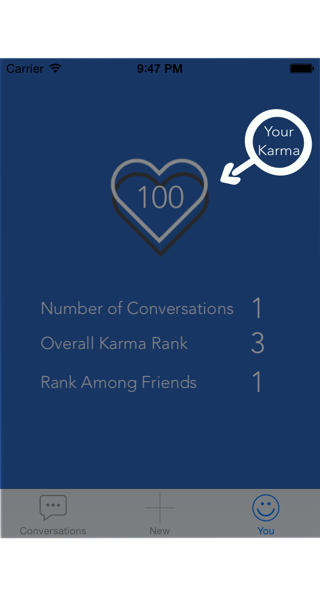 Carrier 9:47 PM
Your
Karma
100
Number of Conversations 1
Overall Karma Rank 3
Rank Among Friends 1
Conversations New You